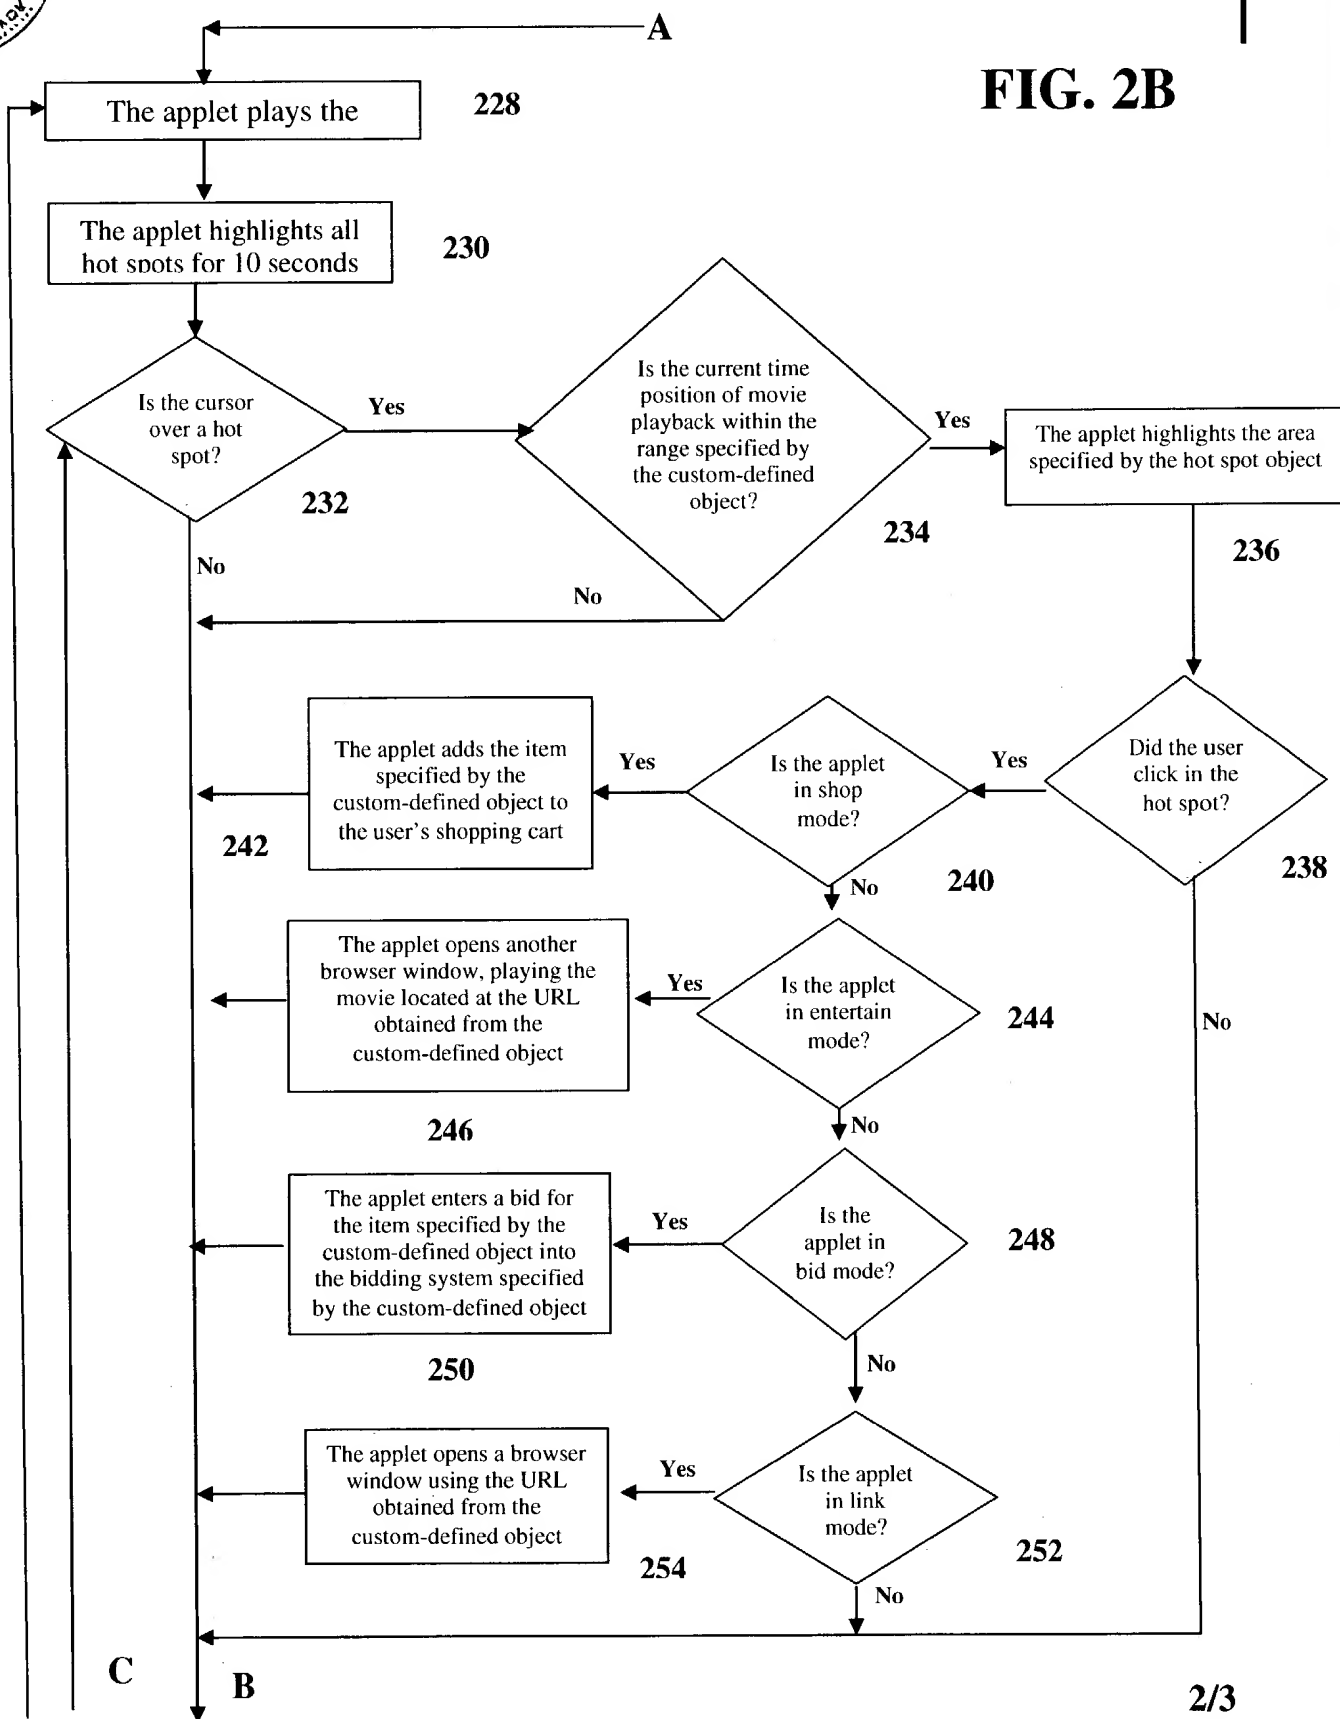 A
FIG. 2B
The applet plays the
228
The applet highlights all
hot spots for 10 seconds
230
Is the cursor
over a hot
spot?
232
Yes
No
Is the current time
position of movie
playback within the
range specified by
the custom-defined
object?
234
Yes
No
The applet highlights the area
specified by the hot spot object
236
Did the user
click in the
hot spot?
238
Yes
No
Is the applet
in shop
mode?
240
Yes
No
The applet adds the item
specified by the
custom-defined object to
the user's shopping cart
242
Is the applet
in entertain
mode?
244
Yes
No
The applet opens another
browser window, playing the
movie located at the URL
obtained from the
custom-defined object
246
Is the
applet in
bid mode?
248
Yes
No
The applet enters a bid for
the item specified by the
custom-defined object into
the bidding system specified
by the custom-defined object
250
Is the applet
in link
mode?
252
Yes
No
The applet opens a browser
window using the URL
obtained from the
custom-defined object
254
C
B
2/3